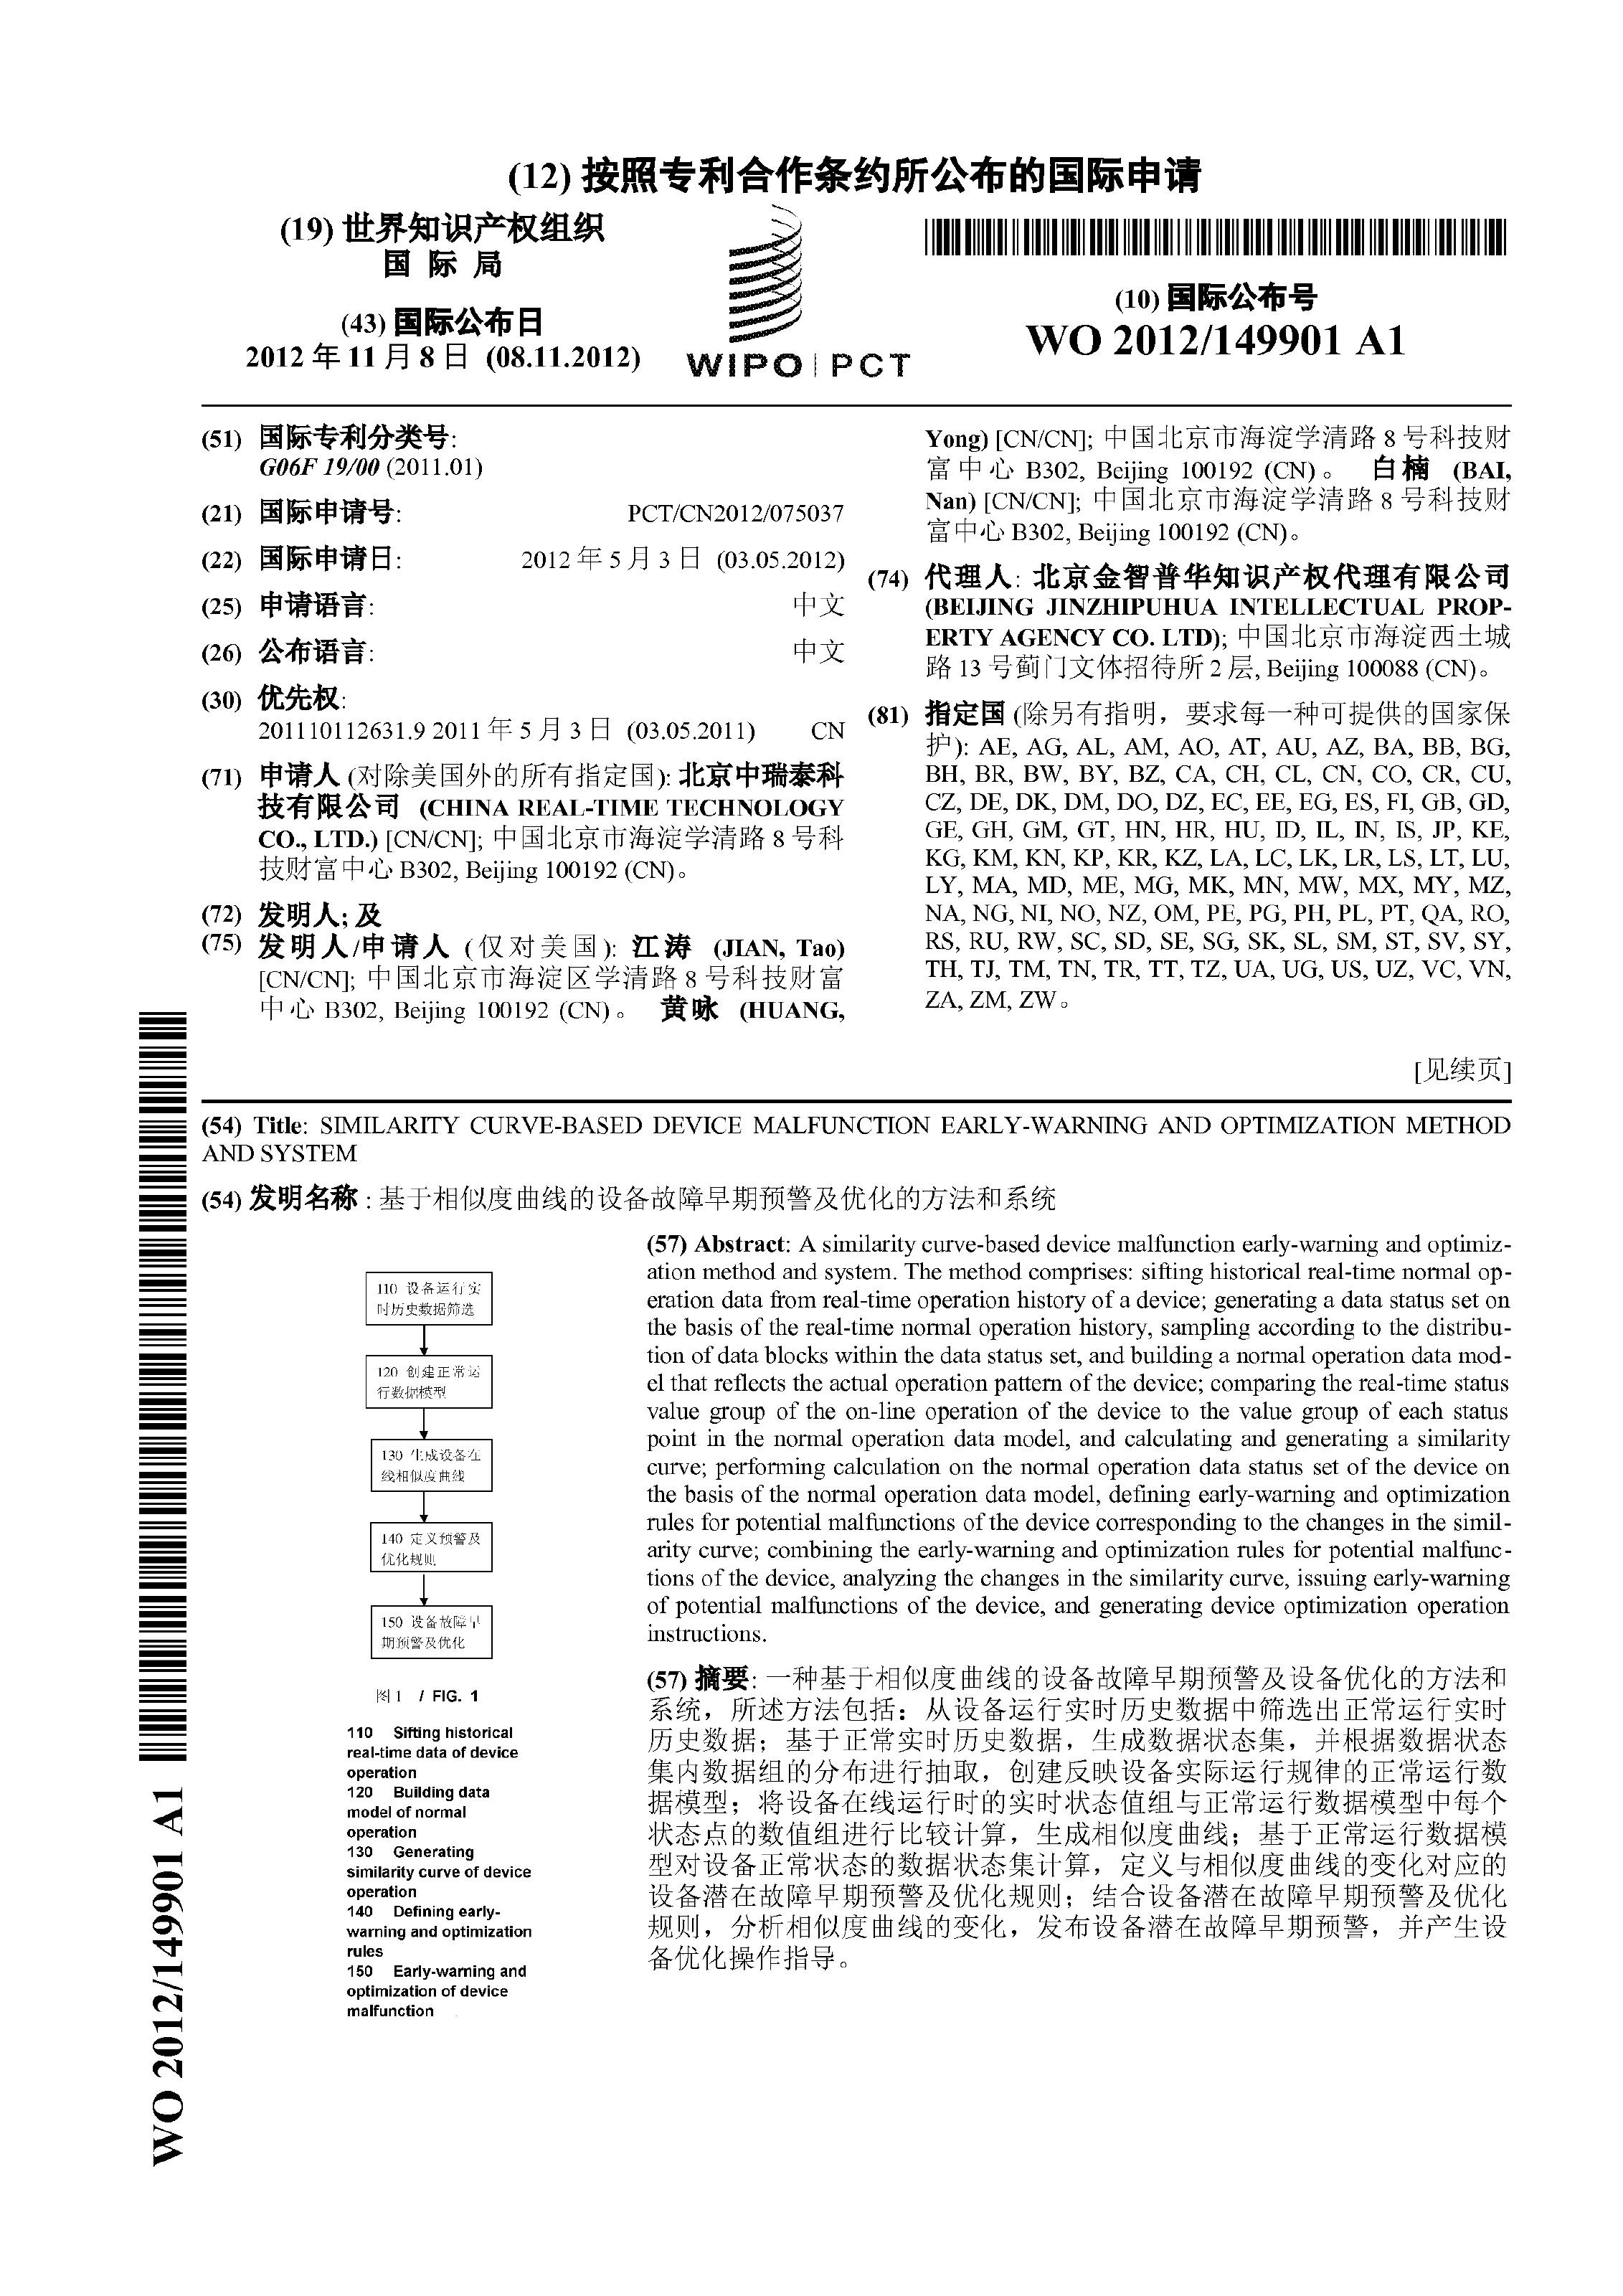 (12) 按照专利合作条约所公布的国际申请
(19) 世界知识产权组织
国 际 局
(43) 国际公布日
2012 年 11 月 8 日 (08.11.2012)
WIPO | PCT
(10) 国际公布号
WO 2012/149901 A1
(51) 国际专利分类号:
G06F 19/00 (2011.01)
(21) 国际申请号: PCT/CN2012/075037
(22) 国际申请日: 2012 年 5 月 3 日 (03.05.2012)
(25) 申请语言: 中文
(26) 公布语言: 中文
(30) 优先权:
201110112631.9 2011 年 5 月 3 日 (03.05.2011) CN
(71) 申请人 (对除美国外的所有指定国): 北京中瑞泰科
技有限公司 (CHINA REAL-TIME TECHNOLOGY
CO., LTD.) [CN/CN]; 中国北京市海淀学清路 8 号科
技财富中心 B302, Beijing 100192 (CN)。
(72) 发明人; 及
(75) 发明人/申请人 (仅对美国): 江涛 (JIAN, Tao)
[CN/CN]; 中国北京市海淀区学清路 8 号科技财富
中心 B302, Beijing 100192 (CN)。 黄咏 (HUANG,
Yong) [CN/CN]; 中国北京市海淀学清路 8 号科技财
富中心 B302, Beijing 100192 (CN)。 白楠 (BAI,
Nan) [CN/CN]; 中国北京市海淀学清路 8 号科技财
富中心 B302, Beijing 100192 (CN)。
(74) 代理人: 北京金智普华知识产权代理有限公司
(BEIJING JINZHIPUHUA INTELLECTUAL PROP-
ERTY AGENCY CO. LTD); 中国北京市海淀西土城
路 13 号蓟门文体招待所 2 层, Beijing 100088 (CN)。
(81) 指定国 (除另有指明，要求每一种可提供的国家保
护): AE, AG, AL, AM, AO, AT, AU, AZ, BA, BB, BG,
BH, BR, BW, BY, BZ, CA, CH, CL, CN, CO, CR, CU,
CZ, DE, DK, DM, DO, DZ, EC, EE, EG, ES, FI, GB, GD,
GE, GH, GM, GT, HN, HR, HU, ID, IL, IN, IS, JP, KE,
KG, KM, KN, KP, KR, KZ, LA, LC, LK, LR, LS, LT, LU,
LY, MA, MD, ME, MG, MK, MN, MW, MX, MY, MZ,
NA, NG, NI, NO, NZ, OM, PE, PG, PH, PL, PT, QA, RO,
RS, RU, RW, SC, SD, SE, SG, SK, SL, SM, ST, SV, SY,
TH, TJ, TM, TN, TR, TT, TZ, UA, UG, US, UZ, VC, VN,
ZA, ZM, ZW。
[见续页]
(54) Title: SIMILARITY CURVE-BASED DEVICE MALFUNCTION EARLY-WARNING AND OPTIMIZATION METHOD
AND SYSTEM
(54) 发明名称 : 基于相似度曲线的设备故障早期预警及优化的方法和系统
110 设备运行实
时历史数据筛选
120 创建正常运
行数据模型
130 生成设备在
线相似度曲线
140 定义预警及
优化规则
150 设备故障早
期预警及优化
图1 / FIG. 1
110 Sifting historical
real-time data of device
operation
120 Building data
model of normal
operation
130 Generating
similarity curve of device
operation
140 Defining early-
warning and optimization
rules
150 Early-warning and
optimization of device
malfunction
(57) Abstract: A similarity curve-based device malfunction early-warning and optimiz-
ation method and system. The method comprises: sifting historical real-time normal op-
eration data from real-time operation history of a device; generating a data status set on
the basis of the real-time normal operation history, sampling according to the distribu-
tion of data blocks within the data status set, and building a normal operation data mod-
el that reflects the actual operation pattern of the device; comparing the real-time status
value group of the on-line operation of the device to the value group of each status
point in the normal operation data model, and calculating and generating a similarity
curve; performing calculation on the normal operation data status set of the device on
the basis of the normal operation data model, defining early-warning and optimization
rules for potential malfunctions of the device corresponding to the changes in the simil-
arity curve; combining the early-warning and optimization rules for potential malfunc-
tions of the device, analyzing the changes in the similarity curve, issuing early-warning
of potential malfunctions of the device, and generating device optimization operation
instructions.
(57) 摘要: 一种基于相似度曲线的设备故障早期预警及设备优化的方法和
系统，所述方法包括：从设备运行实时历史数据中筛选出正常运行实时
历史数据；基于正常实时历史数据，生成数据状态集，并根据数据状态
集内数据组的分布进行抽取，创建反映设备实际运行规律的正常运行数
据模型；将设备在线运行时的实时状态值组与正常运行数据模型中每个
状态点的数值组进行比较计算，生成相似度曲线；基于正常运行数据模
型对设备正常状态的数据状态集计算，定义与相似度曲线的变化对应的
设备潜在故障早期预警及优化规则；结合设备潜在故障早期预警及优化
规则，分析相似度曲线的变化，发布设备潜在故障早期预警，并产生设
备优化操作指导。
WO 2012/149901 A1